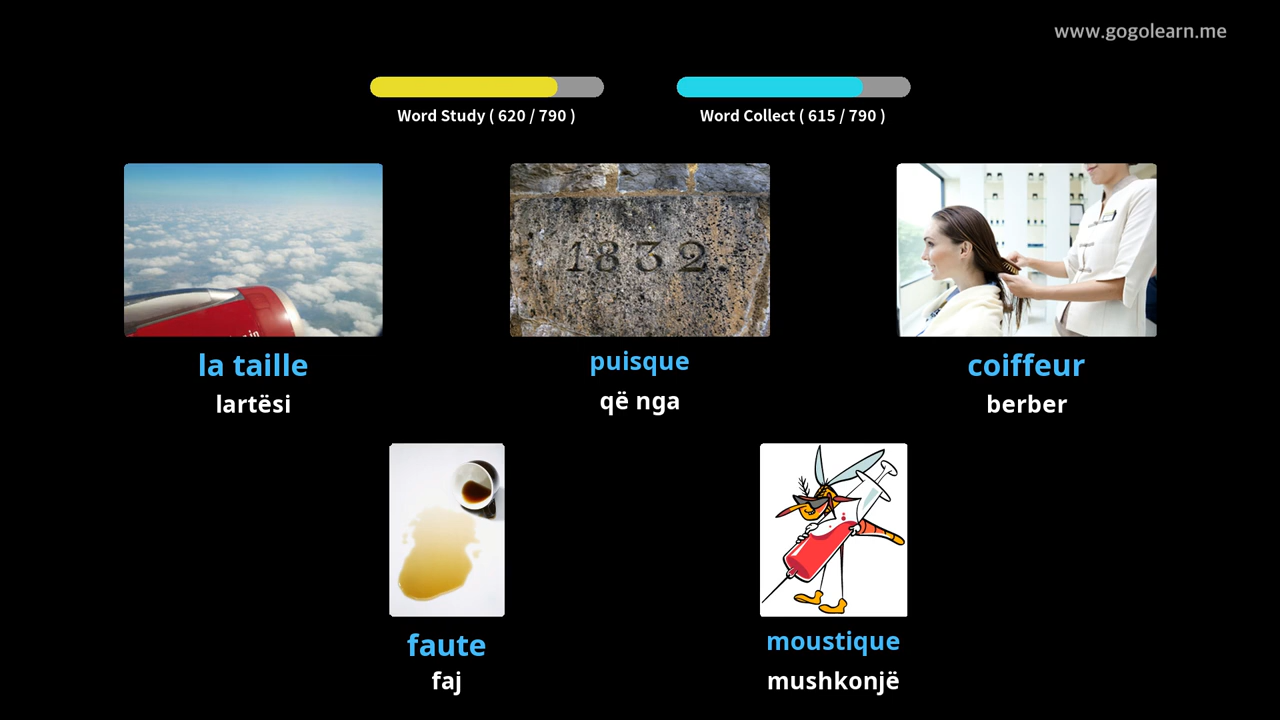 www.gogolearn.me
Word Study ( 620 / 790 )
Word Collect ( 615 / 790 )
1832.
la taille
lartësi
puisque
që nga
coiffeur
berber
faute
faj
moustique
mushkonjë